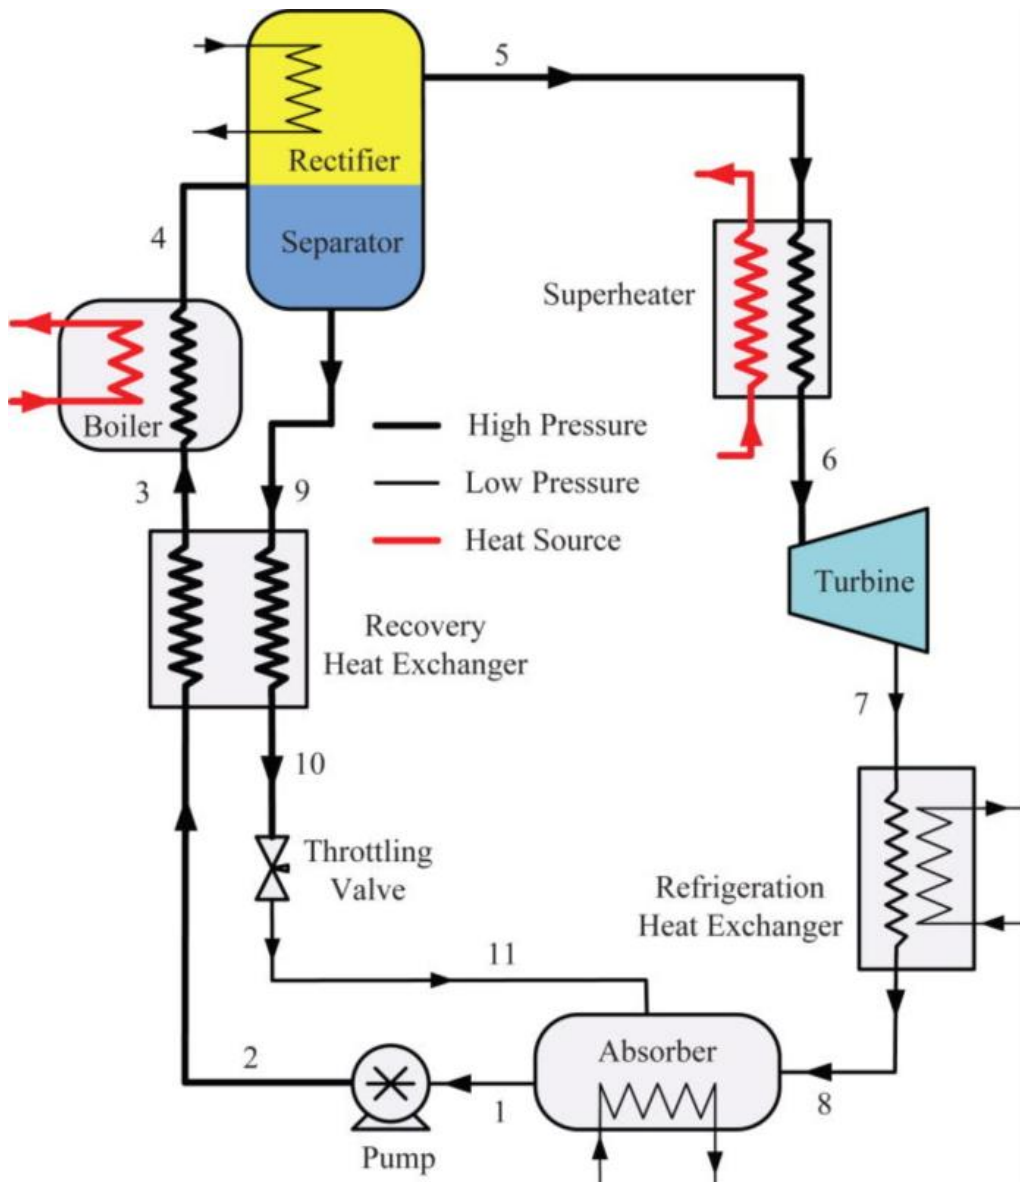 5
Rectifier
4
Separator
Superheater
Boiler
High Pressure
6
3
9
Low Pressure
Heat Source
Turbine
Recovery
Heat Exchanger
7
10
Throttling
Valve
Refrigeration
Heat Exchanger
11
Absorber
2
1
8
Pump